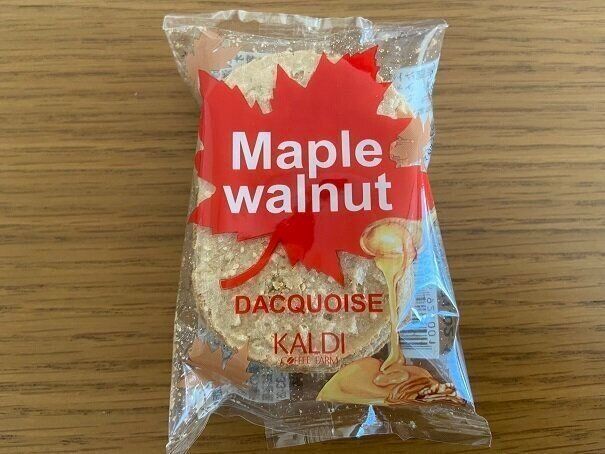 Maple
walnut
DACQUOISE
KALDI
COFFEE FARM